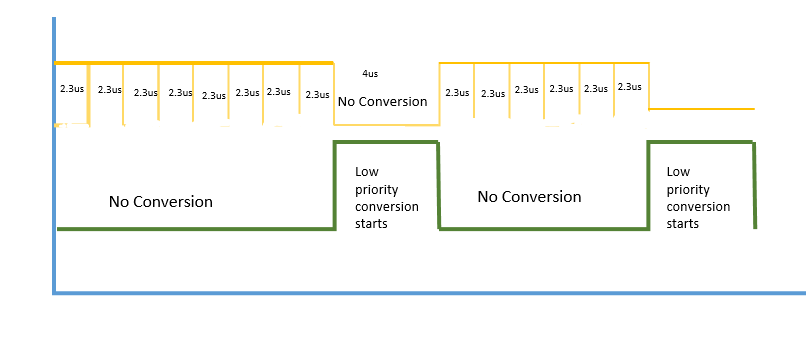 2.3us 2.3us 2.3us 2.3us 2.3us 2.3us 2.3us 2.3us
4us
No Conversion
2.3us 2.3us 2.3us 2.3us 2.3us 2.3us
No Conversion
Low
priority
conversion
starts
No Conversion
Low
priority
conversion
starts